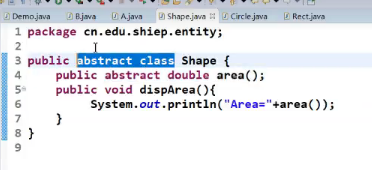 Demo.java B.java A.java Shape.java Circle.java Rect.java
1 package cn.edu.shiep.entity;
2
3 public abstract class Shape {
4 public abstract double area();
5 public void dispArea(){
6 System.out.println("Area="+area());
7 }
8 }
9